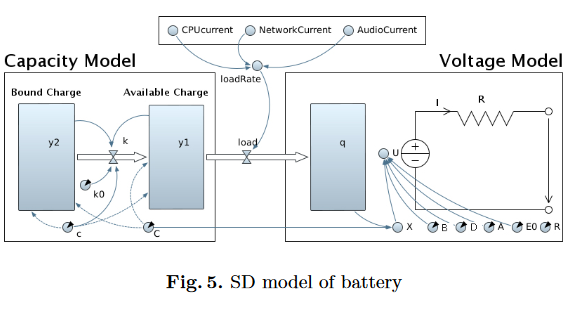 CPUcurrent NetworkCurrent AudioCurrent
Capacity Model
loadRate
Voltage Model
Bound Charge Available Charge
I R
y2 k y1 load q U + −
k0
c C X B D A E0 R
Fig. 5. SD model of battery